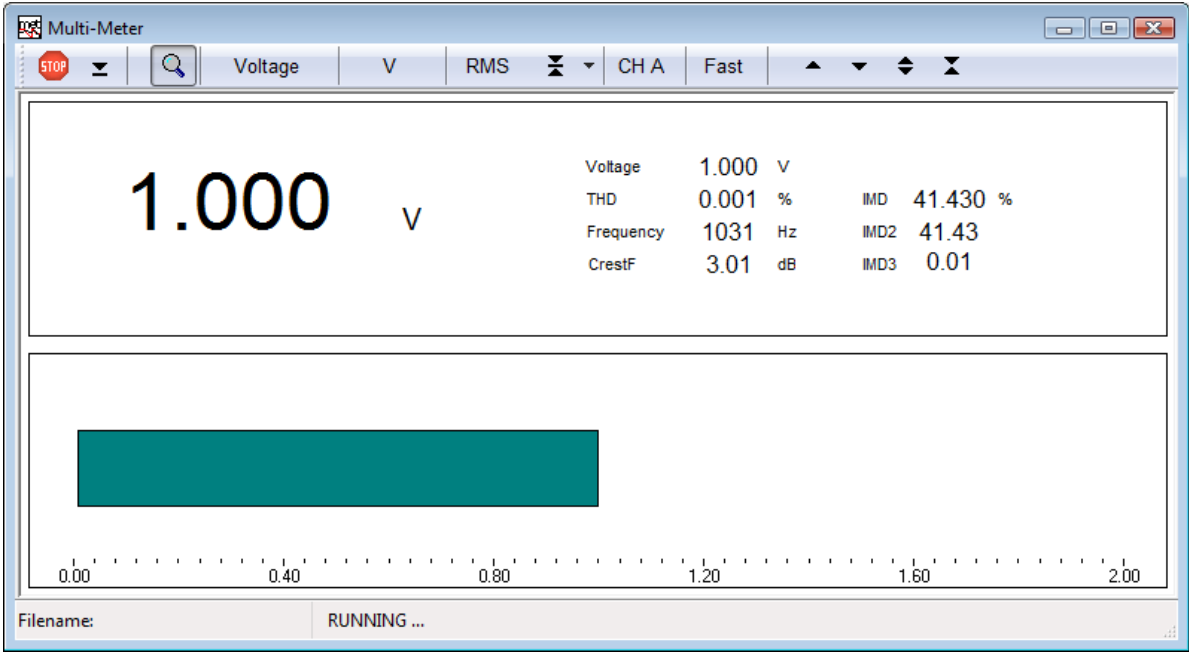 Multi-Meter
STOP Voltage V RMS CH A Fast
1.000 V
Voltage 1.000 V
THD 0.001 % IMD 41.430 %
Frequency 1031 Hz IMD2 41.43
CrestF 3.01 dB IMD3 0.01
0.00 0.40 0.80 1.20 1.60 2.00
Filename: RUNNING ...